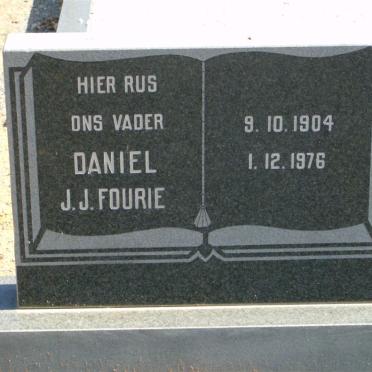 HIER RUS
ONS VADER
DANIEL
J.J. FOURIE
9.10.1904
1.12.1976